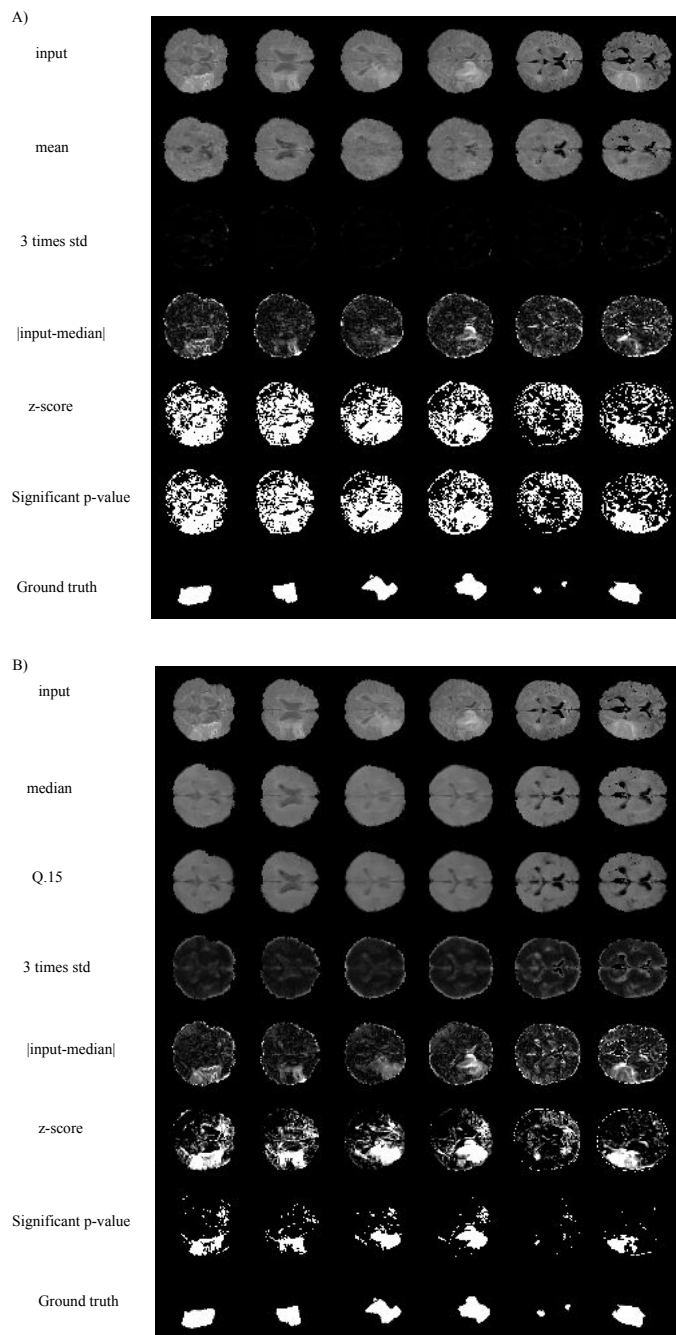 A)
input
mean
3 times std
|input-median|
z-score
Significant p-value
Ground truth
B)
input
median
Q.15
3 times std
|input-median|
z-score
Significant p-value
Ground truth